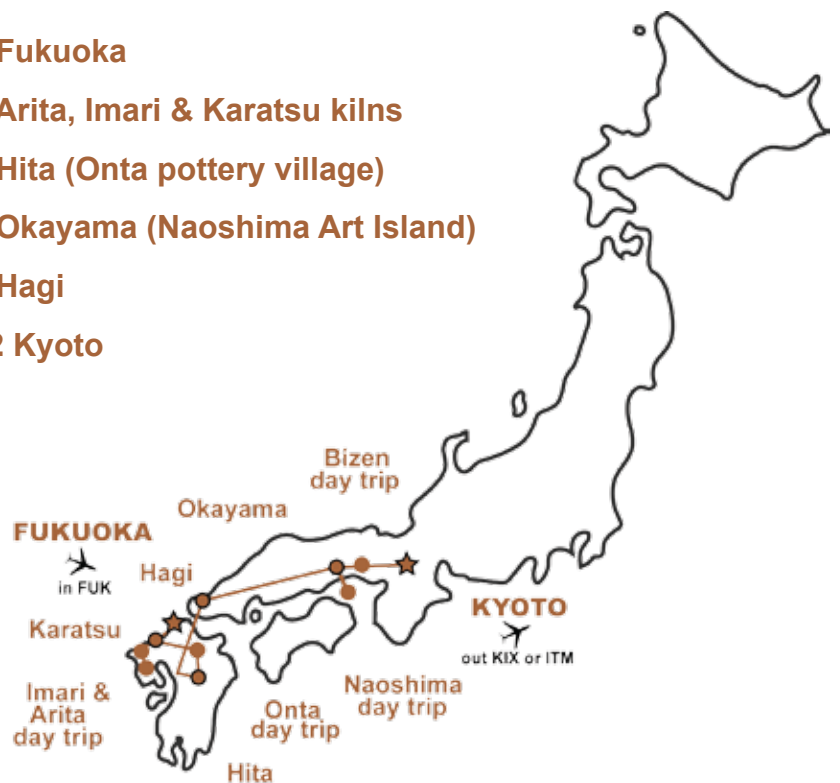 Fukuoka
Arita, Imari & Karatsu kilns
Hita (Onta pottery village)
Okayama (Naoshima Art Island)
Hagi
2 Kyoto
Bizen
day trip
Okayama
FUKUOKA
in FUK
Hagi
Karatsu
KYOTO
out KIX or ITM
Imari &
Arita
day trip
Onta
day trip
Naoshima
day trip
Hita